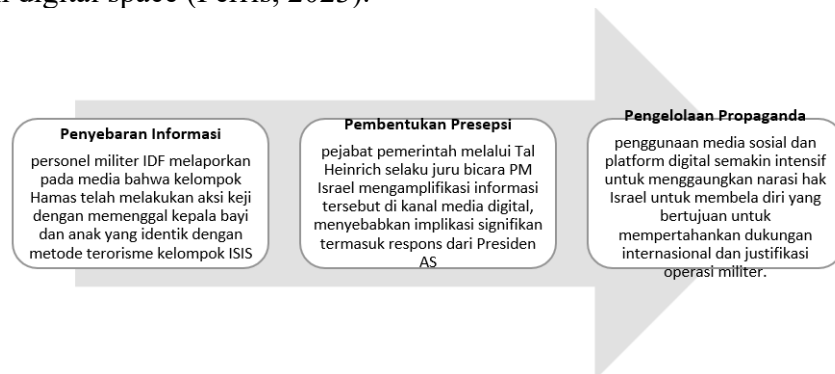 digital space (Ferris, 2023).
Penyebaran Informasi
personel militer IDF melaporkan
pada media bahwa kelompok
Hamas telah melakukan aksi keji
dengan memenggal kepala bayi
dan anak yang identik dengan
metode terorisme kelompok ISIS
Pembentukan Presepsi
pejabat pemerintah melalui Tal
Heinrich selaku juru bicara PM
Israel mengamplifikasi informasi
tersebut di kanal media digital,
menyebabkan implikasi signifikan
termasuk respons dari Presiden
AS
Pengelolaan Propaganda
penggunaan media sosial dan
platform digital semakin intensif
untuk menggaungkan narasi hak
Israel untuk membela diri yang
bertujuan untuk
mempertahankan dukungan
internasional dan justifikasi
operasi militer.